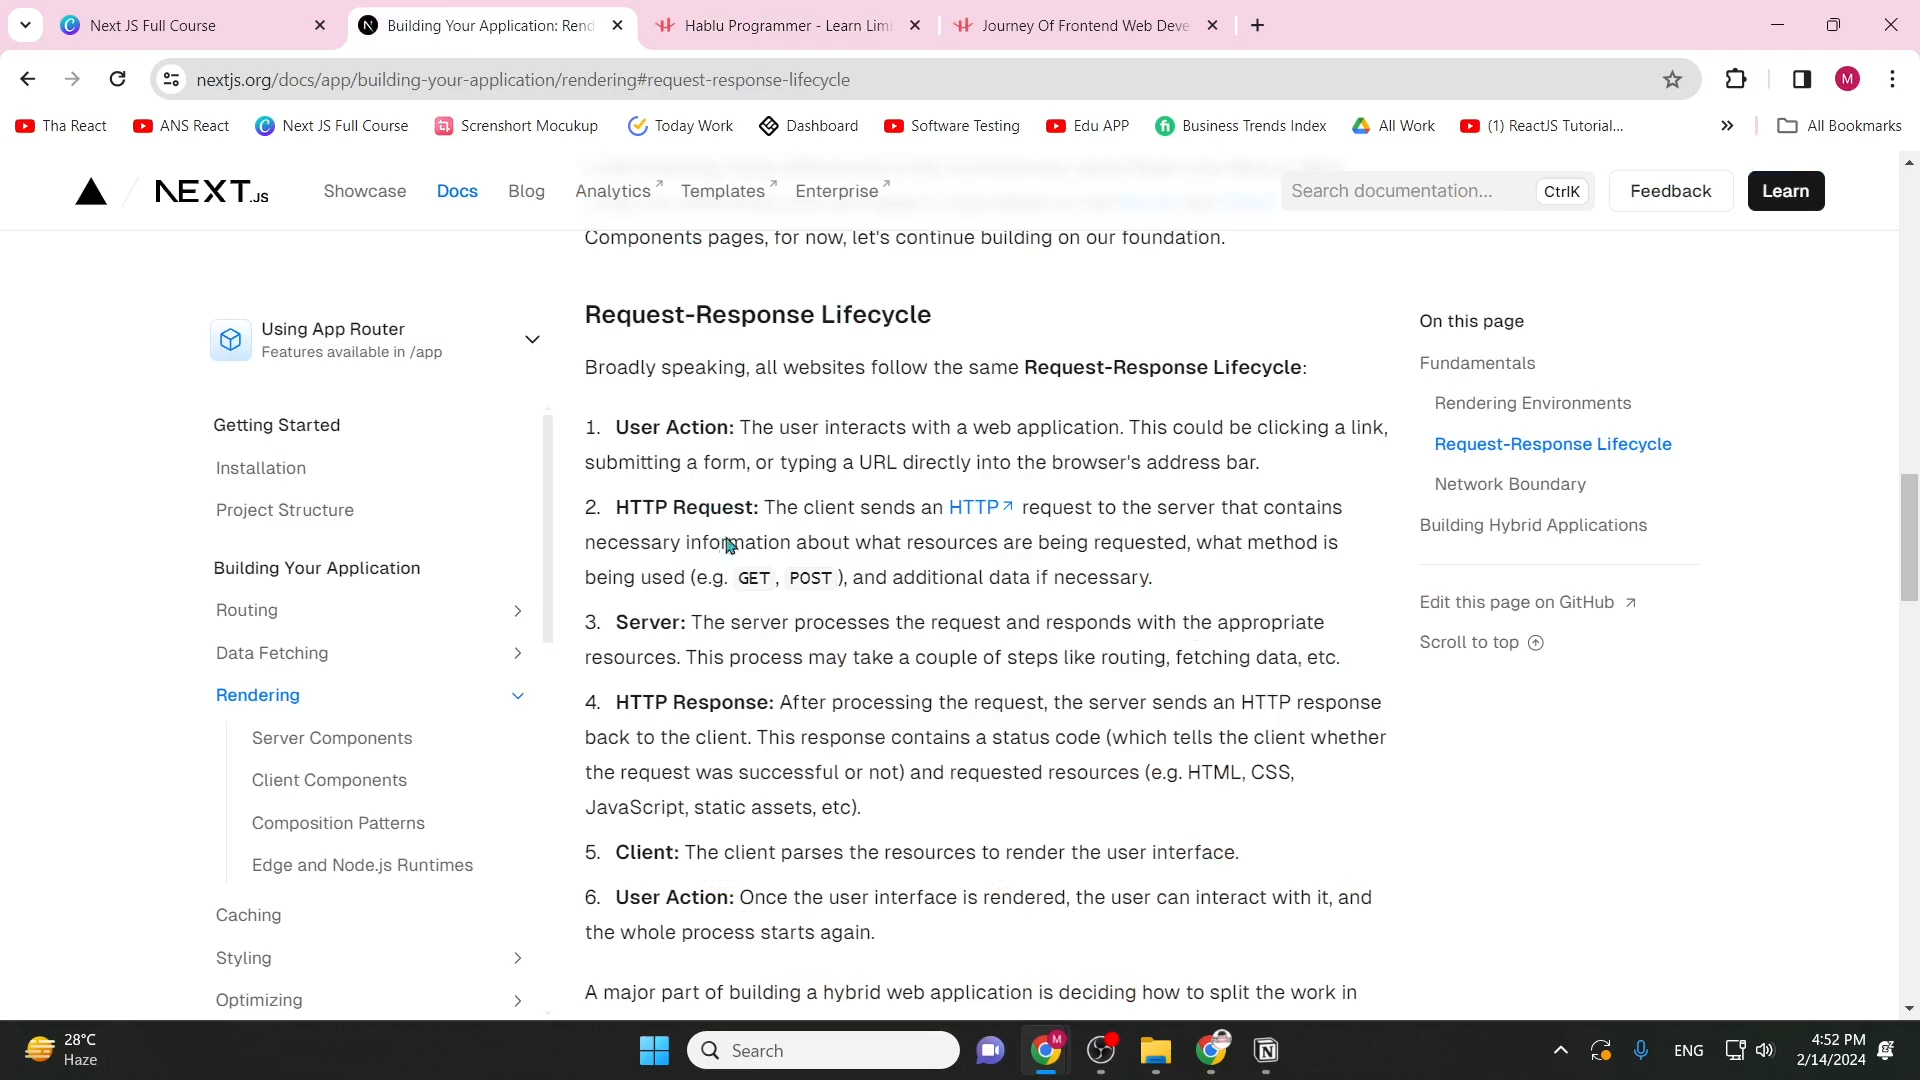 Next JS Full Course
Building Your Application: Rend
Hablu Programmer - Learn Limi
Journey Of Frontend Web Deve
nextjs.org/docs/app/building-your-application/rendering#request-response-lifecycle
M
Tha React
ANS React
Next JS Full Course
Screnshort Mocukup
Today Work
Dashboard
Software Testing
Edu APP
Business Trends Index
All Work
(1) ReactJS Tutorial...
All Bookmarks
NEXT.JS
Showcase
Docs
Blog
Analytics
Templates
Enterprise
Search documentation...
CtrlK
Feedback
Learn
Using App Router
Features available in /app
Getting Started
Installation
Project Structure
Building Your Application
Routing
Data Fetching
Rendering
Server Components
Client Components
Composition Patterns
Edge and Node.js Runtimes
Caching
Styling
Optimizing
Components pages, for now, let's continue building on our foundation.
Request-Response Lifecycle
Broadly speaking, all websites follow the same Request-Response Lifecycle:
1. User Action: The user interacts with a web application. This could be clicking a link,
submitting a form, or typing a URL directly into the browser's address bar.
2. HTTP Request: The client sends an HTTP request to the server that contains
necessary information about what resources are being requested, what method is
being used (e.g. GET, POST), and additional data if necessary.
3. Server: The server processes the request and responds with the appropriate
resources. This process may take a couple of steps like routing, fetching data, etc.
4. HTTP Response: After processing the request, the server sends an HTTP response
back to the client. This response contains a status code (which tells the client whether
the request was successful or not) and requested resources (e.g. HTML, CSS,
JavaScript, static assets, etc).
5. Client: The client parses the resources to render the user interface.
6. User Action: Once the user interface is rendered, the user can interact with it, and
the whole process starts again.
A major part of building a hybrid web application is deciding how to split the work in
On this page
Fundamentals
Rendering Environments
Request-Response Lifecycle
Network Boundary
Building Hybrid Applications
Edit this page on GitHub
Scroll to top
28°C
Haze
Search
M
ENG
4:52 PM
2/14/2024